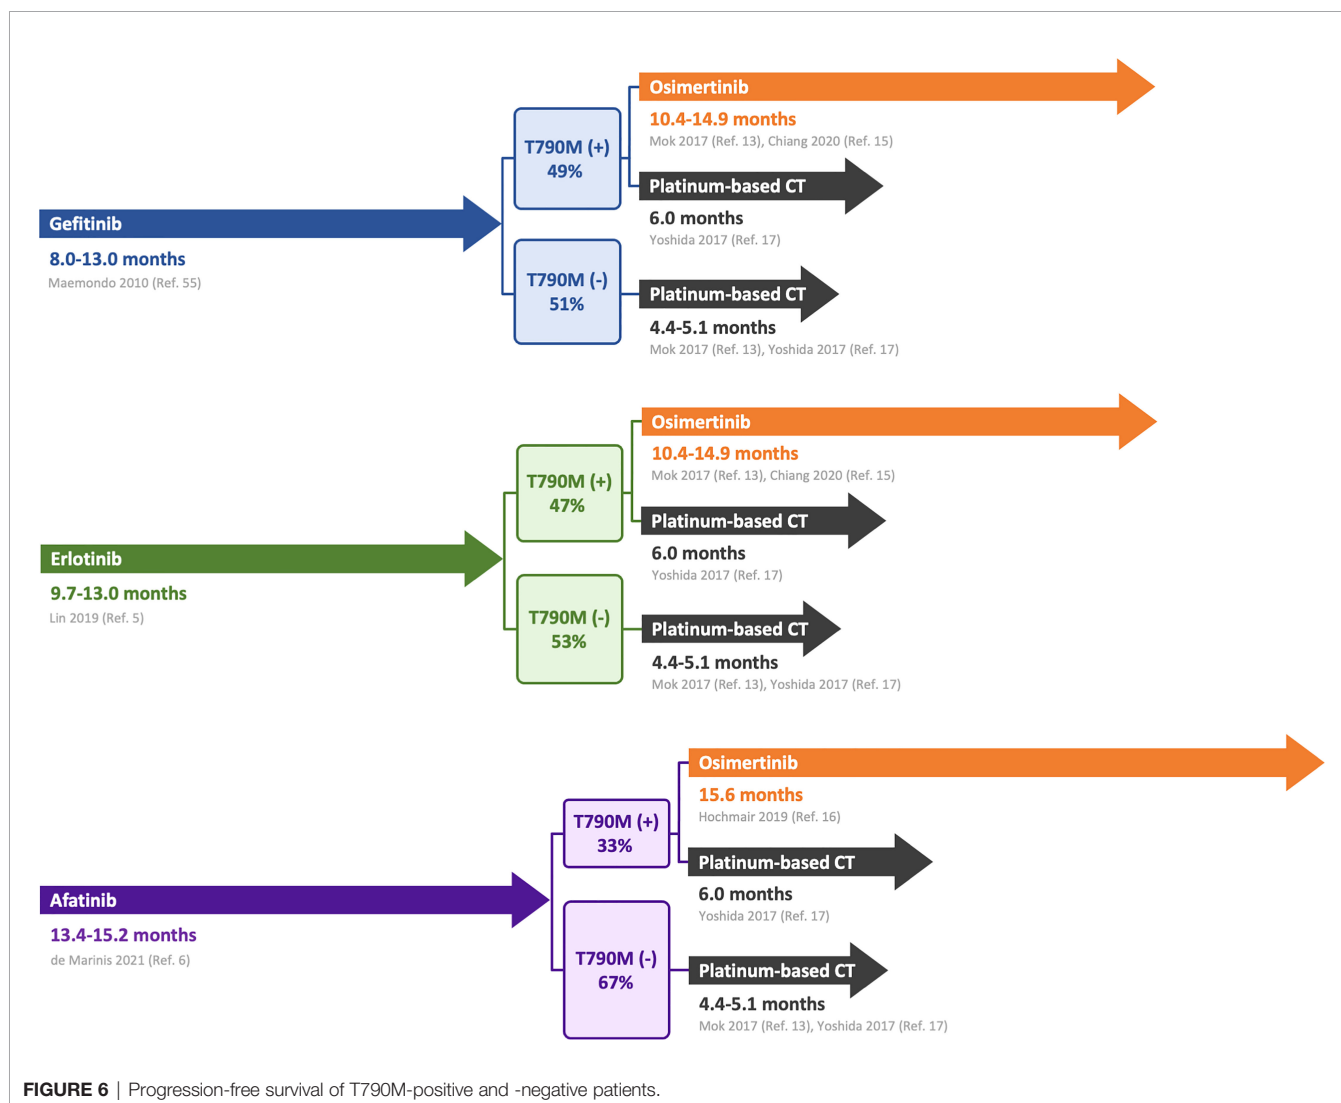 Osimertinib
10.4-14.9 months
Mok 2017 (Ref. 13), Chiang 2020 (Ref. 15)
T790M (+)
49%
Platinum-based CT
6.0 months
Yoshida 2017 (Ref. 17)
Gefitinib
8.0-13.0 months
Maemondo 2010 (Ref. 55)
T790M (-)
51%
Platinum-based CT
4.4-5.1 months
Mok 2017 (Ref. 13), Yoshida 2017 (Ref. 17)
Osimertinib
10.4-14.9 months
Mok 2017 (Ref. 13), Chiang 2020 (Ref. 15)
T790M (+)
47%
Platinum-based CT
6.0 months
Yoshida 2017 (Ref. 17)
Erlotinib
9.7-13.0 months
Lin 2019 (Ref. 5)
T790M (-)
53%
Platinum-based CT
4.4-5.1 months
Mok 2017 (Ref. 13), Yoshida 2017 (Ref. 17)
Osimertinib
15.6 months
Hochmair 2019 (Ref. 16)
T790M (+)
33%
Platinum-based CT
6.0 months
Yoshida 2017 (Ref. 17)
Afatinib
13.4-15.2 months
de Marinis 2021 (Ref. 6)
T790M (-)
67%
Platinum-based CT
4.4-5.1 months
Mok 2017 (Ref. 13), Yoshida 2017 (Ref. 17)
FIGURE 6 | Progression-free survival of T790M-positive and -negative patients.